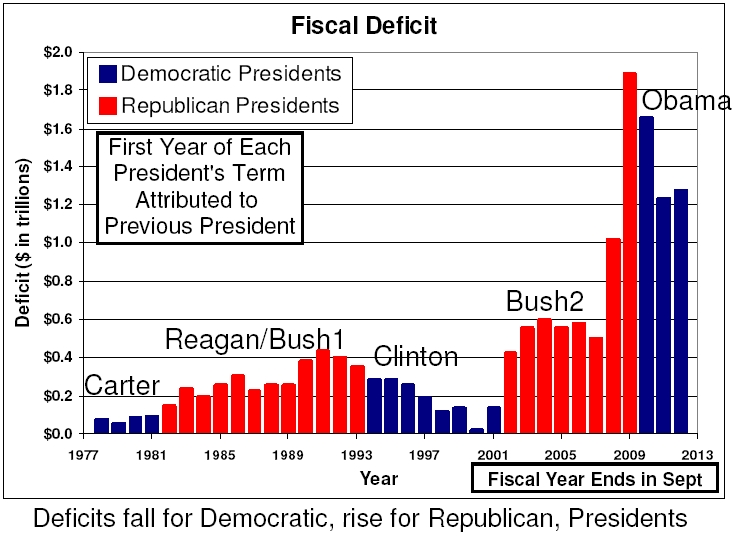 Fiscal Deficit
$2.0
$1.8
$1.6
$1.4
$1.2
$1.0
$0.8
$0.6
$0.4
$0.2
$0.0
Deficit ($ in trillions)
Democratic Presidents
Republican Presidents
First Year of Each
President's Term
Attributed to
Previous President
Carter
Reagan/Bush1
Clinton
Bush2
Obama
1977
1981
1985
1989
1993
1997
2001
2005
2009
2013
Year
Fiscal Year Ends in Sept
Deficits fall for Democratic, rise for Republican, Presidents